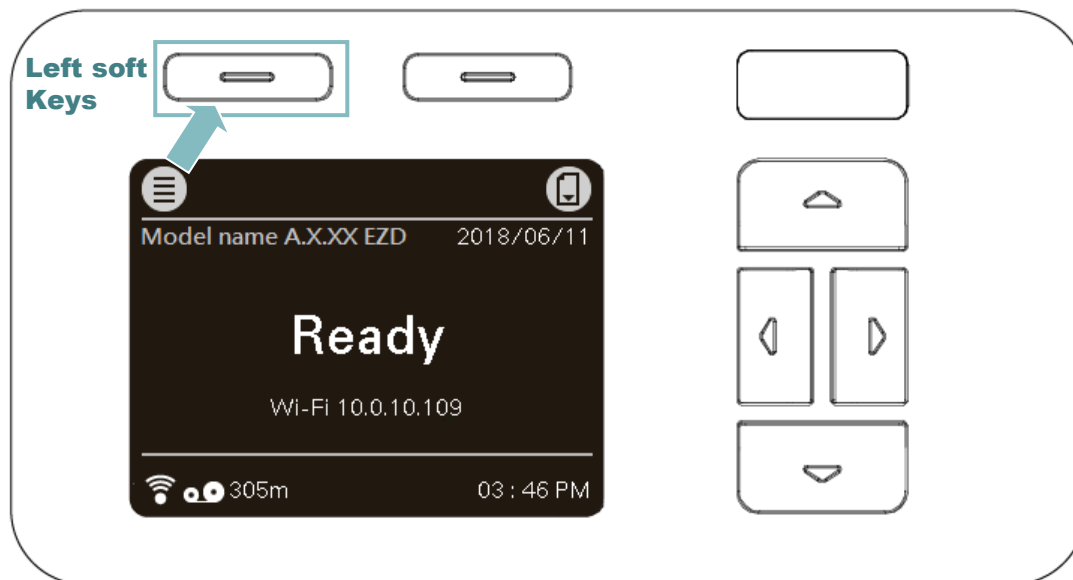 Left soft
Keys
Model name A.X.XX EZD 2018/06/11
Ready
Wi-Fi 10.0.10.109
305m 03 : 46 PM